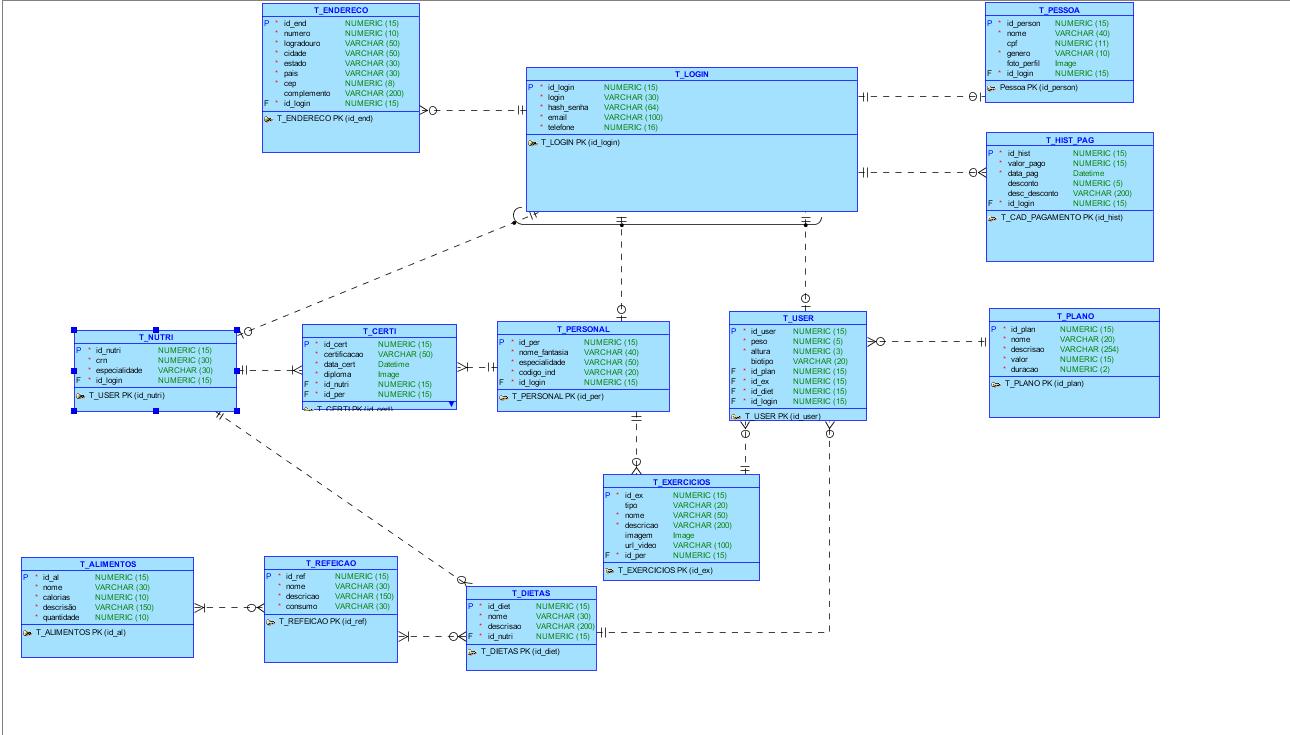 T_ENDERECO
P * id_end NUMERIC (15)
* numero NUMERIC (10)
* logradouro VARCHAR (50)
* cidade VARCHAR (50)
* estado VARCHAR (30)
* pais VARCHAR (30)
* cep NUMERIC (8)
complemento VARCHAR (200)
F * id_login NUMERIC (15)
T_ENDERECO PK (id_end)
T_LOGIN
P * id_login NUMERIC (15)
* login VARCHAR (30)
* hash_senha VARCHAR (64)
* email VARCHAR (100)
* telefone NUMERIC (16)
T_LOGIN PK (id_login)
T_PESSOA
P * id_person NUMERIC (15)
* nome VARCHAR (40)
cpf NUMERIC (11)
* genero VARCHAR (10)
foto_perfil Image
F * id_login NUMERIC (15)
Pessoa PK (id_person)
T_HIST_PAG
P * id_hist NUMERIC (15)
* valor_pago NUMERIC (15)
* data_pag Datetime
desconto NUMERIC (5)
desc_desconto VARCHAR (200)
F * id_login NUMERIC (15)
T_CAD_PAGAMENTO PK (id_hist)
T_NUTRI
P * id_nutri NUMERIC (15)
* crn NUMERIC (30)
* especialidade VARCHAR (30)
F * id_login NUMERIC (15)
T_USER PK (id_nutri)
T_CERTI
P * id_cert NUMERIC (15)
* certificacao VARCHAR (50)
* data_cert Datetime
* diploma Image
F * id_nutri NUMERIC (15)
F * id_per NUMERIC (15)
T_CERTI PK (id_cert)
T_PERSONAL
P * id_per NUMERIC (15)
* nome_fantasia VARCHAR (40)
* especialidade VARCHAR (50)
* codigo_ind VARCHAR (20)
F * id_login NUMERIC (15)
T_PERSONAL PK (id_per)
T_USER
P * id_user NUMERIC (15)
* peso NUMERIC (5)
* altura NUMERIC (3)
biotipo VARCHAR (20)
F * id_plan NUMERIC (15)
F * id_ex NUMERIC (15)
F * id_diet NUMERIC (15)
F * id_login NUMERIC (15)
T_USER PK (id_user)
T_PLANO
P * id_plan NUMERIC (15)
* nome VARCHAR (20)
* descrisao VARCHAR (254)
* valor NUMERIC (15)
* duracao NUMERIC (2)
T_PLANO PK (id_plan)
T_EXERCICIOS
P * id_ex NUMERIC (15)
tipo VARCHAR (20)
* nome VARCHAR (50)
* descricao VARCHAR (200)
imagem Image
url_video VARCHAR (100)
F * id_per NUMERIC (15)
T_EXERCICIOS PK (id_ex)
T_ALIMENTOS
P * id_al NUMERIC (15)
* nome VARCHAR (30)
* calorias NUMERIC (10)
* descrisão VARCHAR (150)
* quantidade NUMERIC (10)
T_ALIMENTOS PK (id_al)
T_REFEICAO
P * id_ref NUMERIC (15)
* nome VARCHAR (30)
* descricao VARCHAR (150)
* consumo VARCHAR (30)
T_REFEICAO PK (id_ref)
T_DIETAS
P * id_diet NUMERIC (15)
* nome VARCHAR (30)
* descrisao VARCHAR (200)
F * id_nutri NUMERIC (15)
T_DIETAS PK (id_diet)